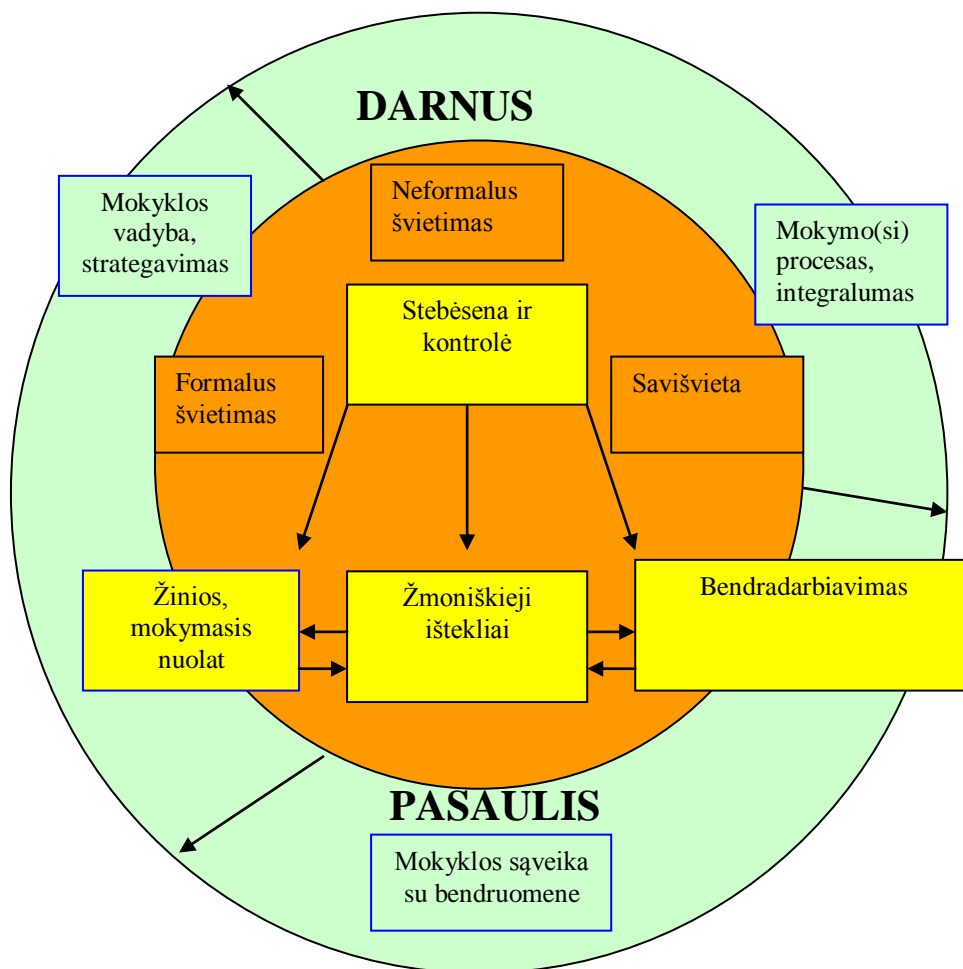 DARNUS
Neformalus
švietimas
Mokyklos
vadyba,
strategavimas
Mokymo(si)
procesas,
integralumas
Stebėsena ir
kontrolė
Formalus
švietimas
Savišvieta
Žinios,
mokymasis
nuolat
Žmoniškieji
ištekliai
Bendradarbiavimas
PASAULIS
Mokyklos sąveika
su bendruomene